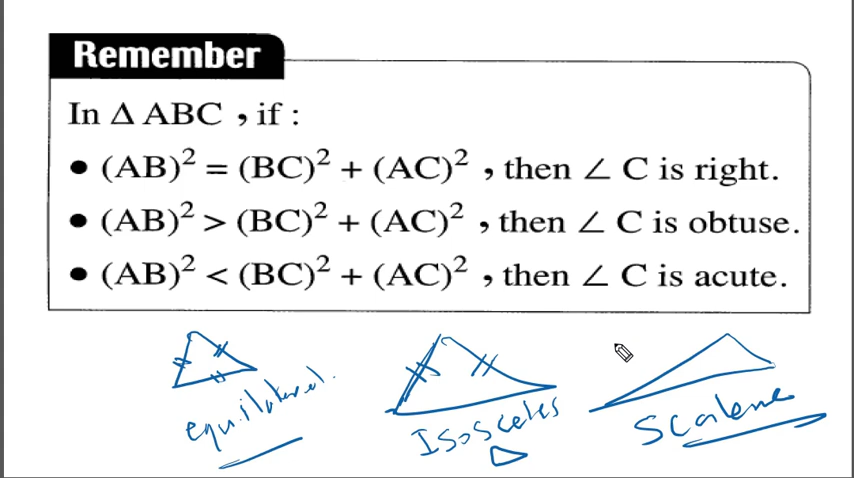 Remember
In Δ ABC , if :
• (AB)² = (BC)² + (AC)² , then ∠ C is right.
• (AB)² > (BC)² + (AC)² , then ∠ C is obtuse.
• (AB)² < (BC)² + (AC)² , then ∠ C is acute.
equilateral.
Isosceles
Scalene